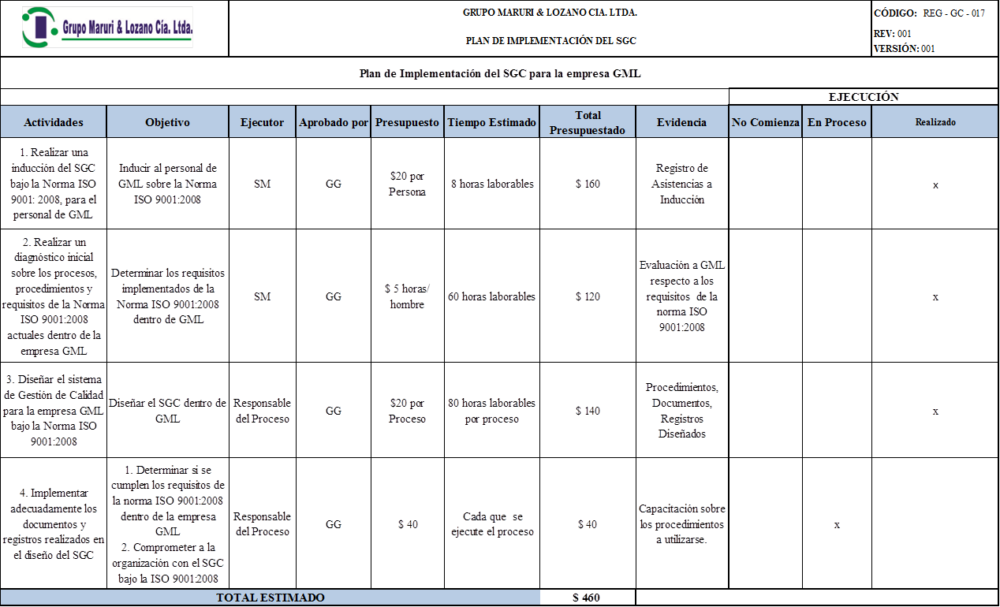 Grupo Maruri & Lozano Cía. Ltda.
GRUPO MARURI & LOZANO CIA. LTDA.
PLAN DE IMPLEMENTACIÓN DEL SGC
CÓDIGO: REG - GC - 017
REV: 001
VERSIÓN: 001
Plan de Implementación del SGC para la empresa GML
EJECUCIÓN
Actividades
Objetivo
Ejecutor
Aprobado por
Presupuesto
Tiempo Estimado
Total
Presupuestado
Evidencia
No Comienza
En Proceso
Realizado
1. Realizar una
inducción del SGC
bajo la Norma ISO
9001: 2008, para el
personal de GML
Inducir al personal de
GML sobre la Norma
ISO 9001:2008
SM
GG
$20 por
Persona
8 horas laborables
$ 160
Registro de
Asistencias a
Inducción
x
2. Realizar un
diagnóstico inicial
sobre los procesos,
procedimientos y
requisitos de la Norma
ISO 9001:2008
actuales dentro de la
empresa GML
Determinar los requisitos
implementados de la
Norma ISO 9001:2008
dentro de GML
SM
GG
$ 5 horas/
hombre
60 horas laborables
$ 120
Evaluación a GML
respecto a los
requisitos de la
norma ISO
9001:2008
x
3. Diseñar el sistema
de Gestión de Calidad
para la empresa GML
bajo la Norma ISO
9001:2008
Diseñar el SGC dentro de
GML
Responsable
del Proceso
GG
$20 por
Proceso
80 horas laborables
por proceso
$ 140
Procedimientos,
Documentos,
Registros
Diseñados
x
4. Implementar
adecuadamente los
documentos y
registros realizados en
el diseño del SGC
1. Determinar si se
cumplen los requisitos de
la norma ISO 9001:2008
dentro de la empresa
GML
2. Comprometer a la
organización con el SGC
bajo la ISO 9001:2008
Responsable
del Proceso
GG
$ 40
Cada que se
ejecute el proceso
$ 40
Capacitación sobre
los procedimientos
a utilizarse.
x
TOTAL ESTIMADO
$ 460